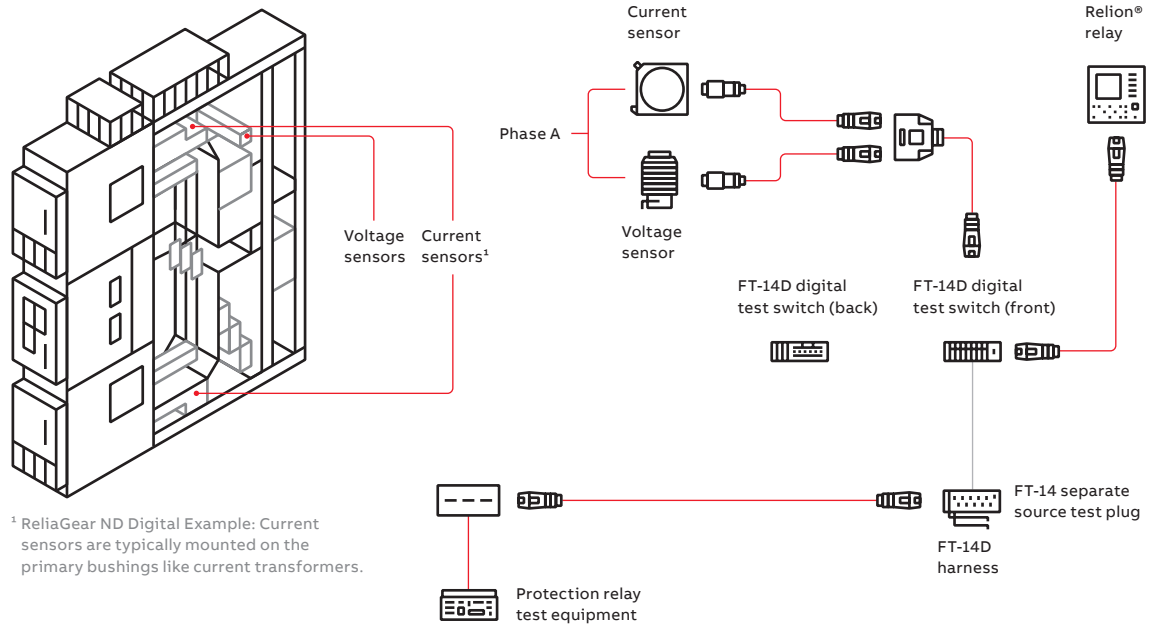 Current
sensor
Relion®
relay
Phase A
Voltage
sensors
Current
sensors¹
Voltage
sensor
FT-14D digital
test switch (back)
FT-14D digital
test switch (front)
FT-14 separate
source test plug
FT-14D
harness
¹ ReliaGear ND Digital Example: Current
sensors are typically mounted on the
primary bushings like current transformers.
Protection relay
test equipment